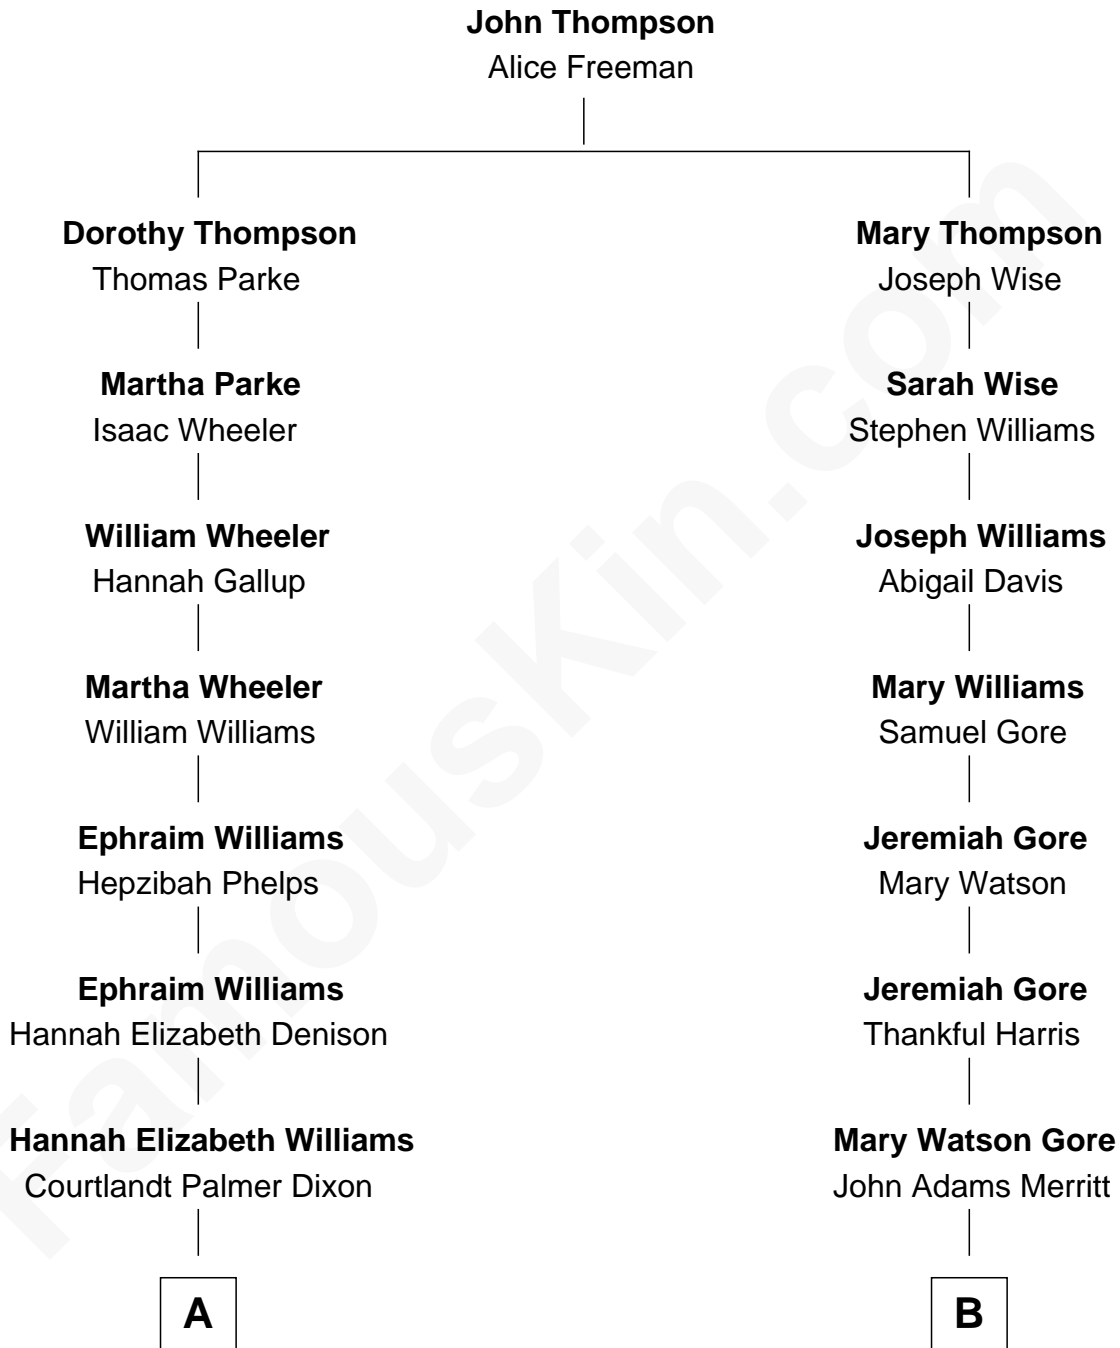 John Thompson
Alice Freeman
Dorothy Thompson
Thomas Parke
Mary Thompson
Joseph Wise
Martha Parke
Isaac Wheeler
Sarah Wise
Stephen Williams
William Wheeler
Hannah Gallup
Joseph Williams
Abigail Davis
Martha Wheeler
William Williams
Mary Williams
Samuel Gore
Ephraim Williams
Hepzibah Phelps
Jeremiah Gore
Mary Watson
Ephraim Williams
Hannah Elizabeth Denison
Jeremiah Gore
Thankful Harris
Hannah Elizabeth Williams
Courtlandt Palmer Dixon
Mary Watson Gore
John Adams Merritt
A
B
FamousKin.com